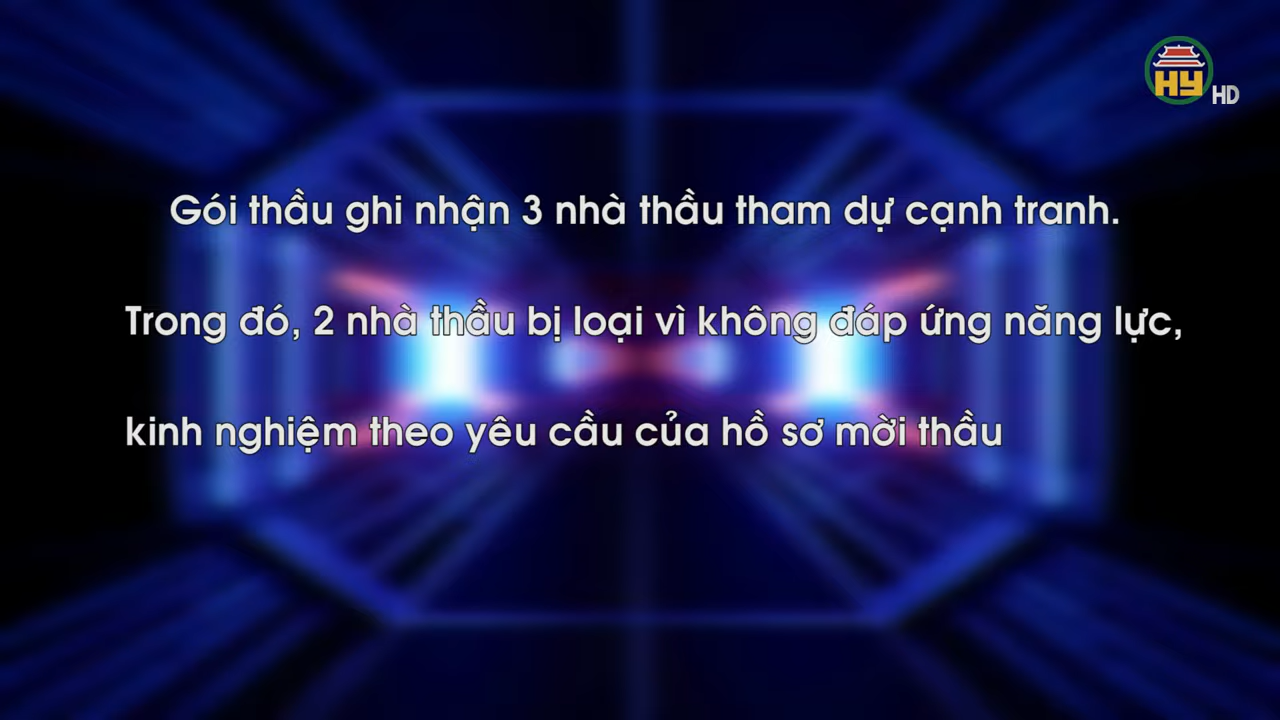 HY HD
Gói thầu ghi nhận 3 nhà thầu tham dự cạnh tranh.
Trong đó, 2 nhà thầu bị loại vì không đáp ứng năng lực,
kinh nghiệm theo yêu cầu của hồ sơ mời thầu